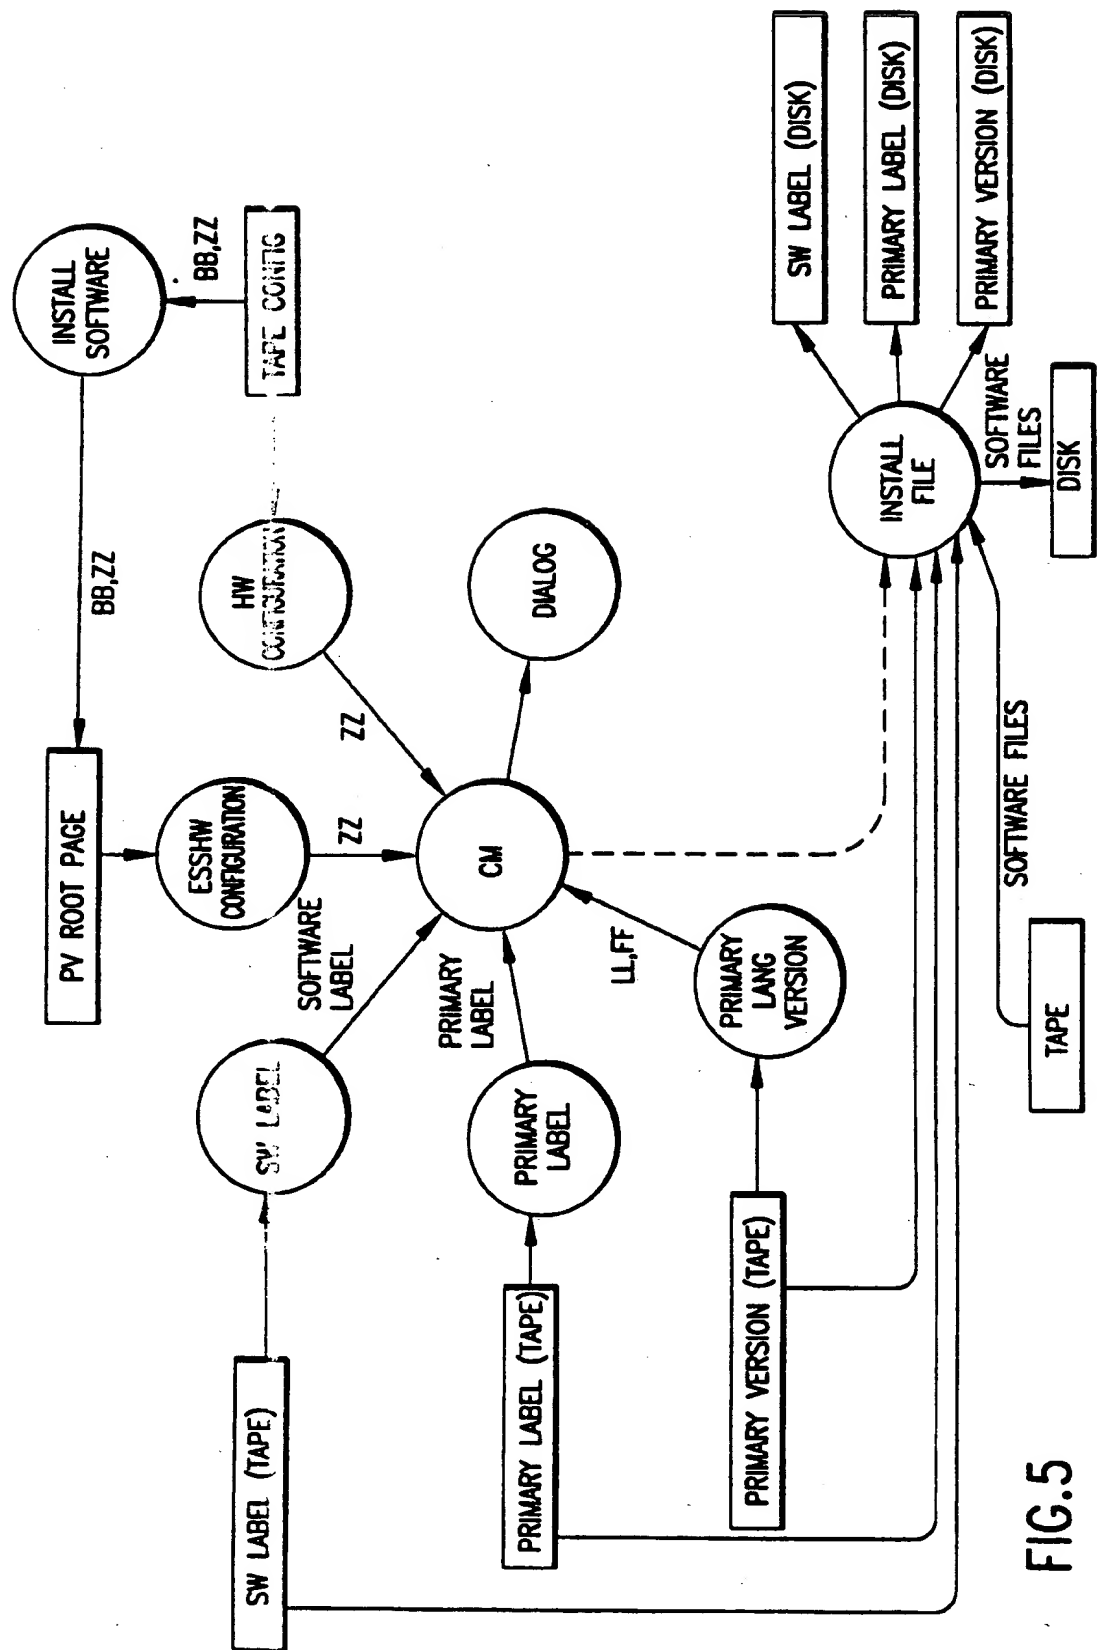 INSTALL
SOFTWARE
BB,ZZ
BB,ZZ
TAPE CONFIG
PV ROOT PAGE
HW
CONFIGURATION
ESSHW
CONFIGURATION
ZZ
ZZ
SW LABEL (TAPE)
SW LABEL
SOFTWARE
LABEL
CM
DIALOG
PRIMARY LABEL (TAPE)
PRIMARY
LABEL
PRIMARY
LABEL
PRIMARY VERSION (TAPE)
PRIMARY
LANG
VERSION
LL,FF
INSTALL
FILE
SW LABEL (DISK)
PRIMARY LABEL (DISK)
PRIMARY VERSION (DISK)
SOFTWARE
FILES
DISK
TAPE
SOFTWARE FILES
FIG.5